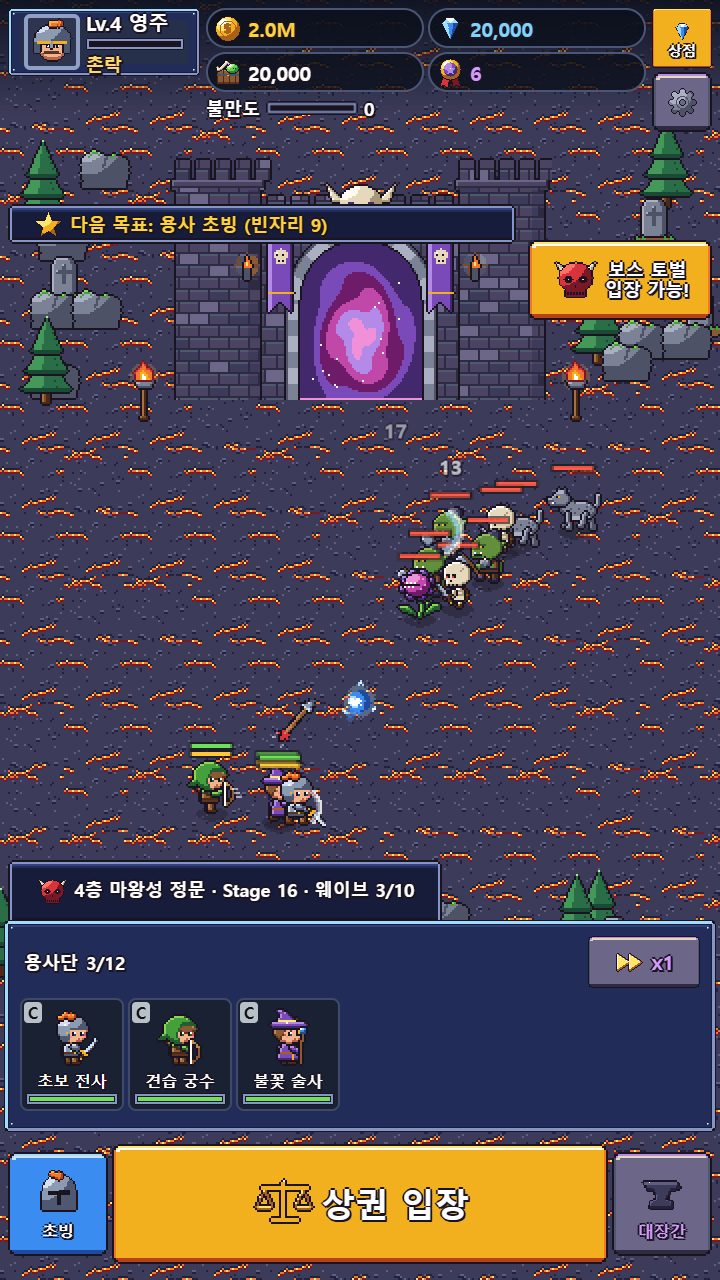 Lv.4 영주
촌락
2.0M
20,000
상점
20,000
6
불만도 0
다음 목표: 용사 초빙 (빈자리 9)
보스 토벌
입장 가능!
17
13
4층 마왕성 정문 · Stage 16 · 웨이브 3/10
용사단 3/12
x1
C
초보 전사
C
견습 궁수
C
불꽃 술사
초빙
상권 입장
대장간